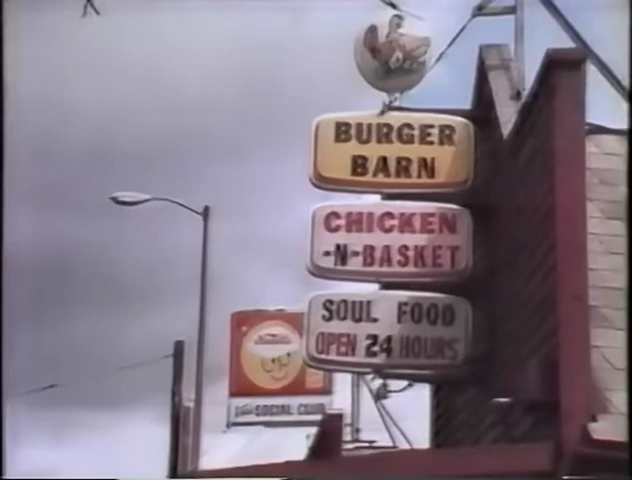 BURGER
BARN
CHICKEN
-N-BASKET
SOUL FOOD
OPEN 24 HOURS
SOCIAL CLUB